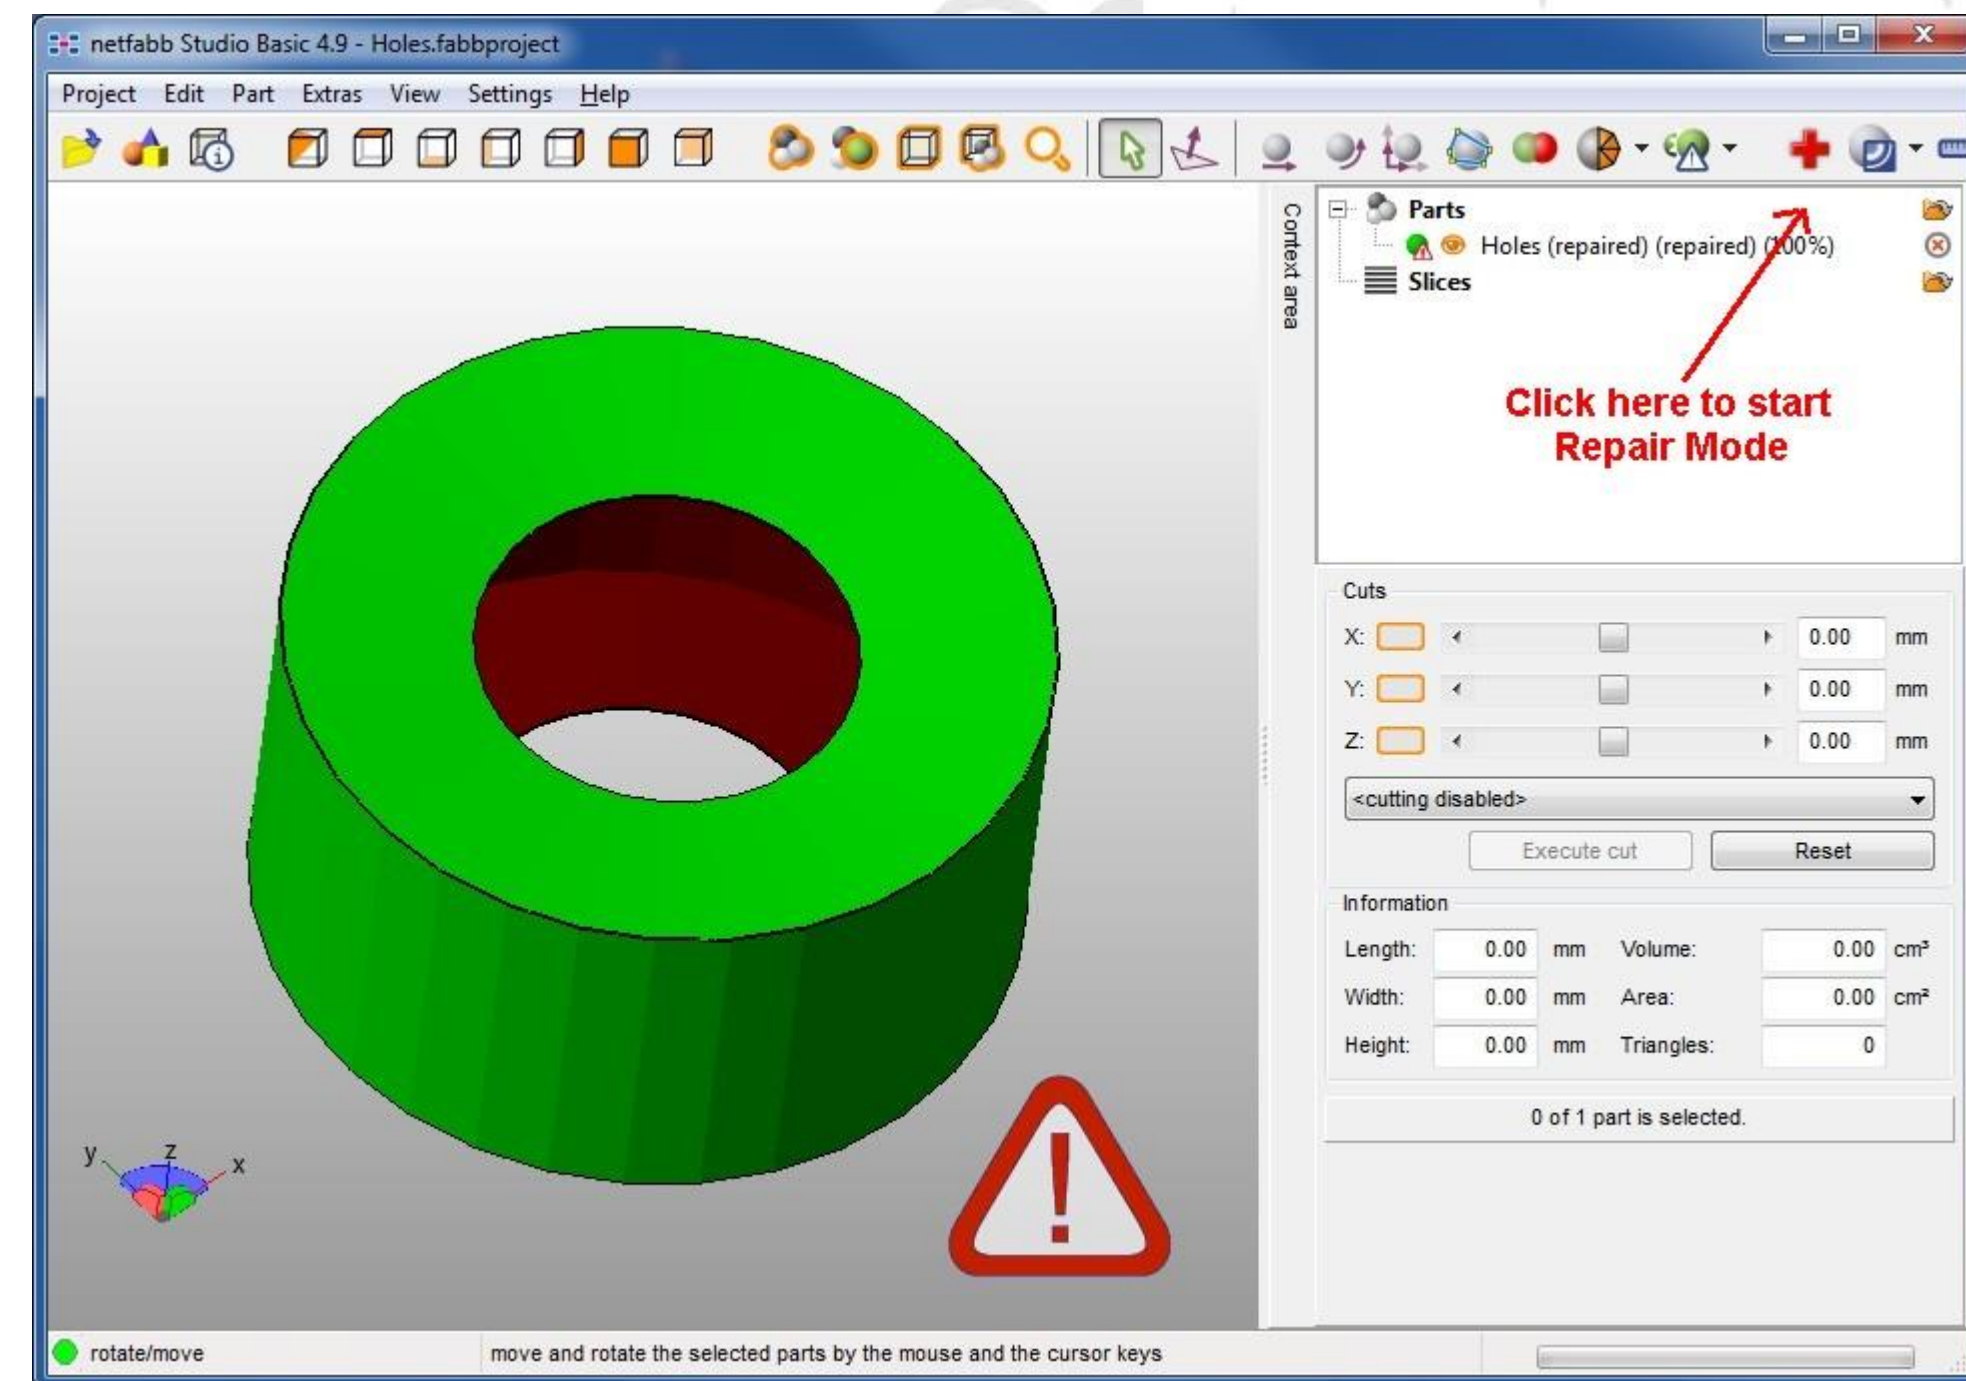 netfabb Studio Basic 4.9 - Holes.fabbproject
Project Edit Part Extras View Settings Help
Context area
Parts
Holes (repaired) (repaired) (100%)
Slices
Click here to start
Repair Mode
Cuts
X: 0.00 mm
Y: 0.00 mm
Z: 0.00 mm
<cutting disabled>
Execute cut Reset
Information
Length: 0.00 mm Volume: 0.00 cm³
Width: 0.00 mm Area: 0.00 cm²
Height: 0.00 mm Triangles: 0
0 of 1 part is selected.
y z x
!
rotate/move move and rotate the selected parts by the mouse and the cursor keys